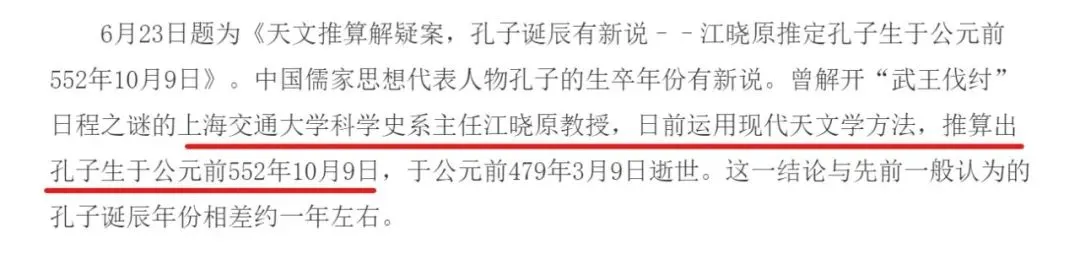 6月23日题为《天文推算解疑案，孔子诞辰有新说－－江晓原推定孔子生于公元前
552年10月9日》。中国儒家思想代表人物孔子的生卒年份有新说。曾解开“武王伐纣”
日程之谜的上海交通大学科学史系主任江晓原教授，日前运用现代天文学方法，推算出
孔子生于公元前552年10月9日，于公元前479年3月9日逝世。这一结论与先前一般认为的
孔子诞辰年份相差约一年左右。